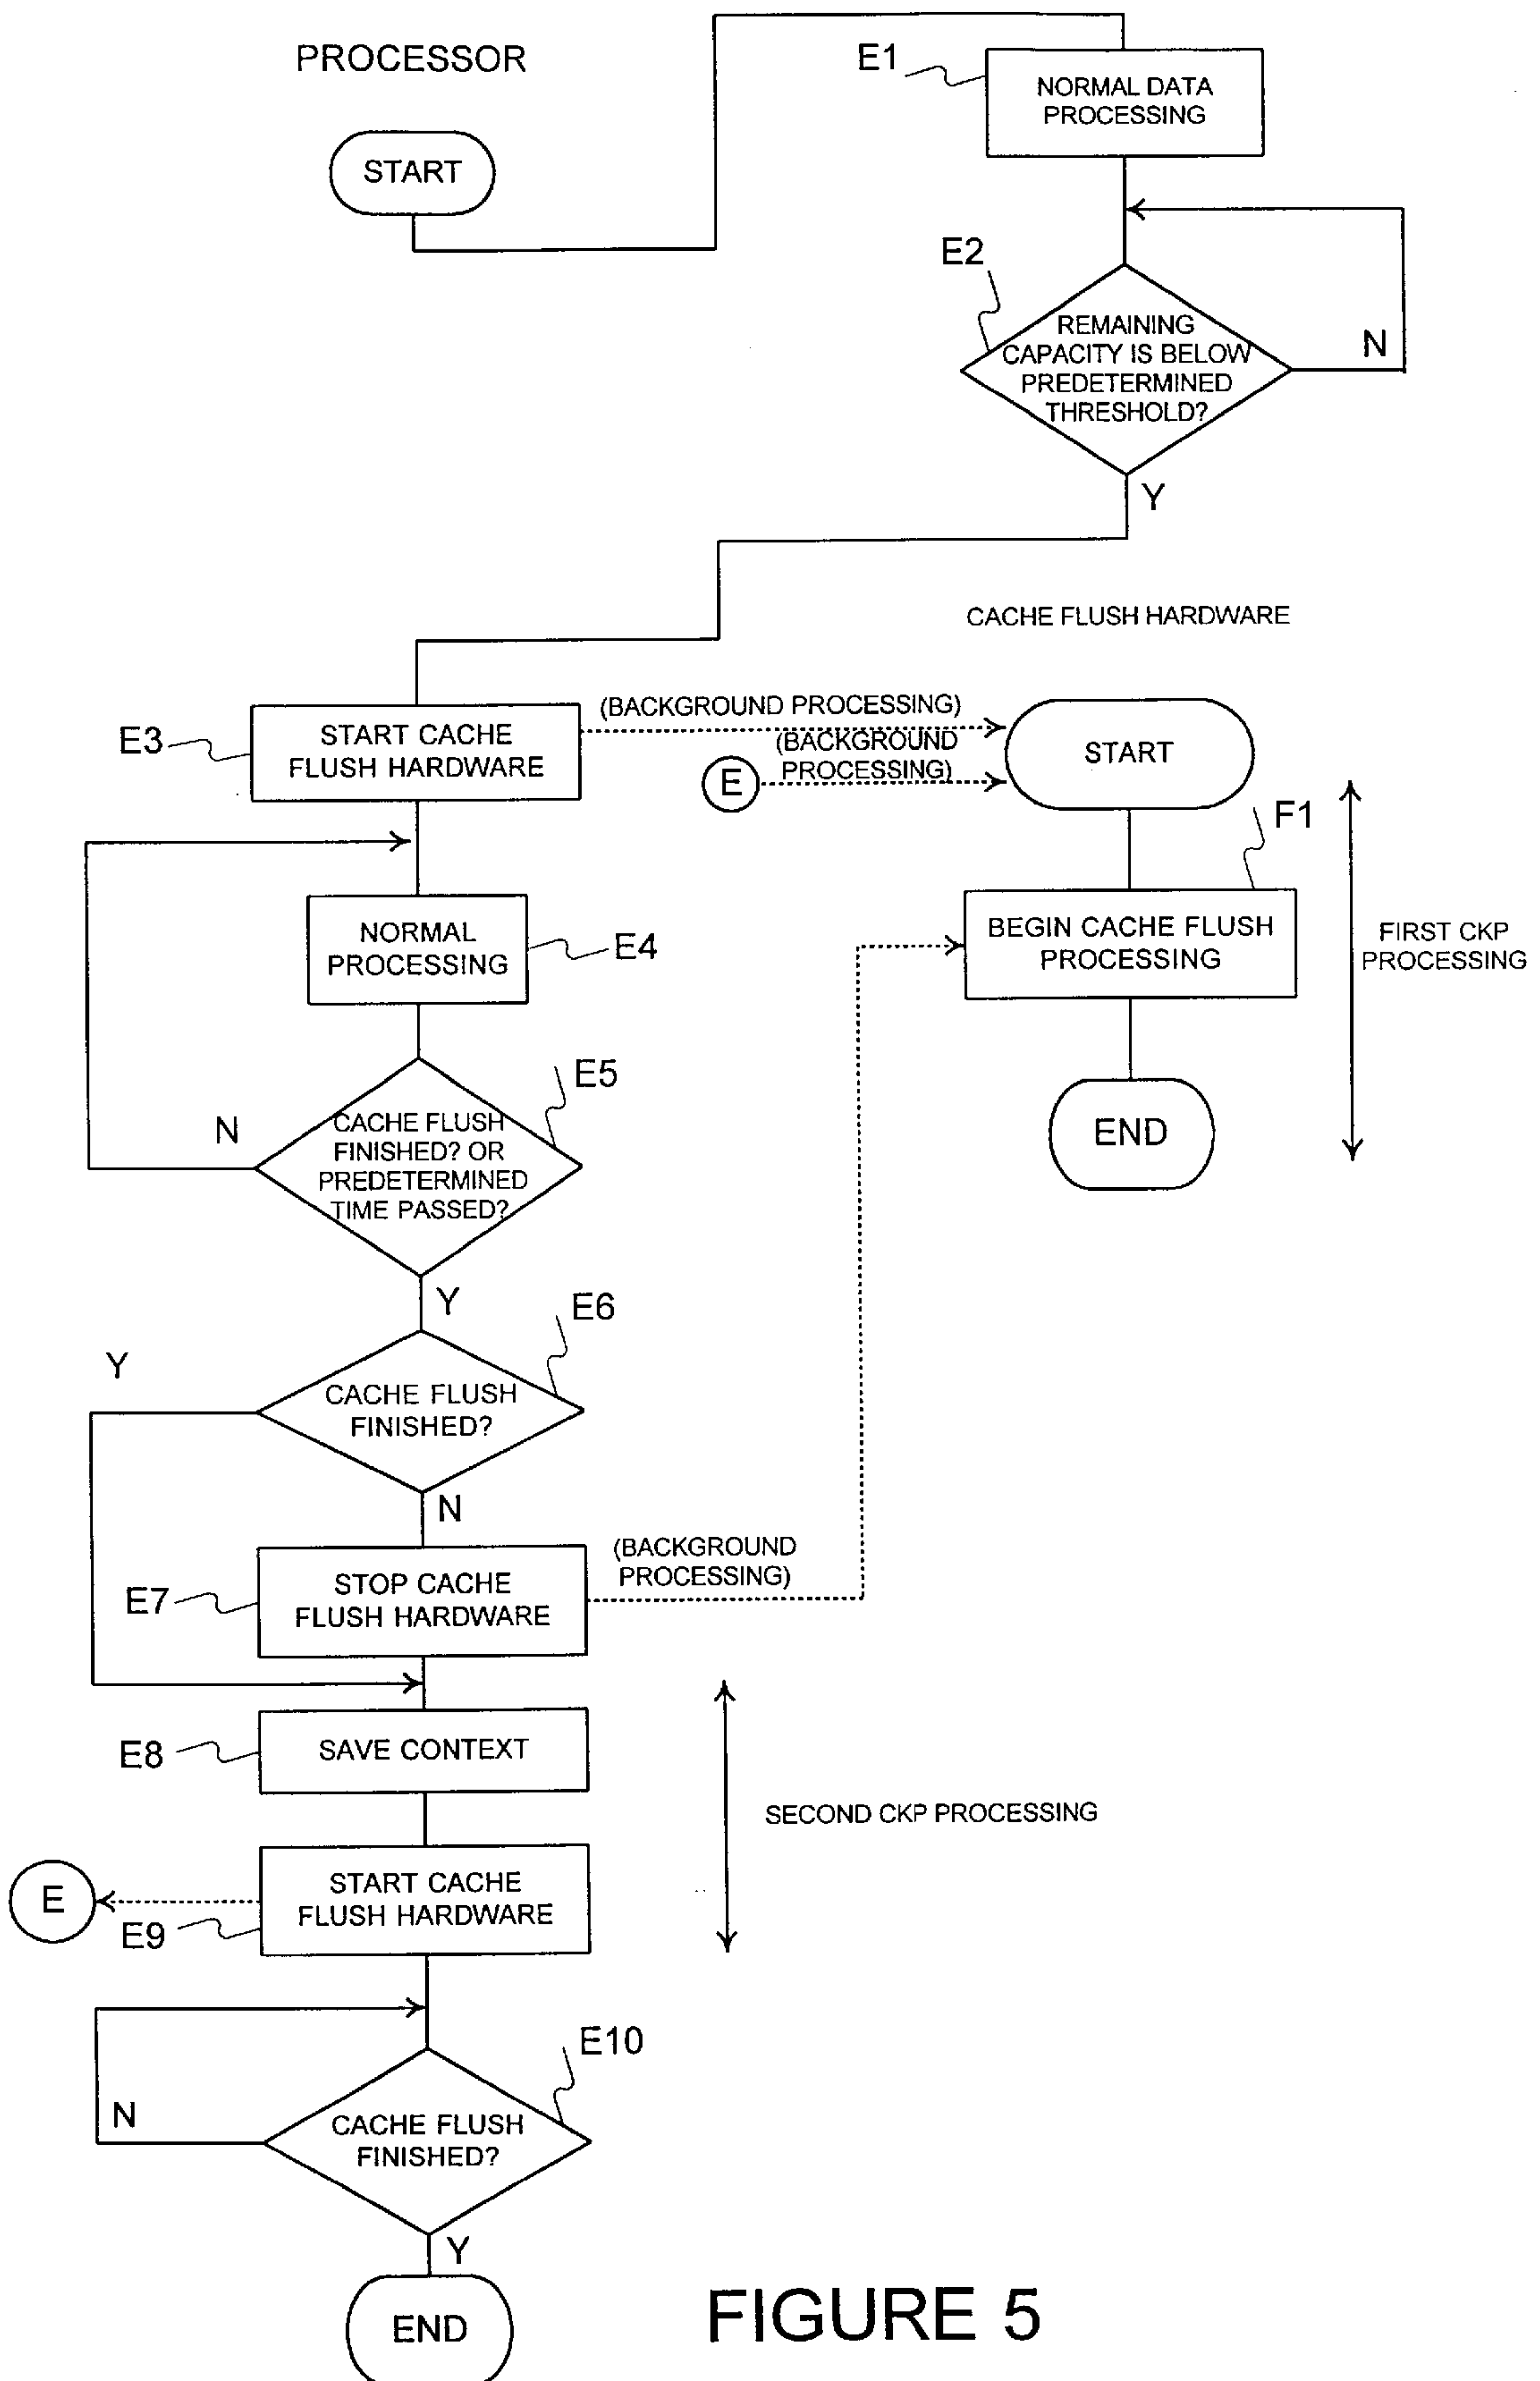 PROCESSOR
START
E1
NORMAL DATA
PROCESSING
E2
REMAINING
CAPACITY IS BELOW
PREDETERMINED
THRESHOLD?
N
Y
CACHE FLUSH HARDWARE
E3
START CACHE
FLUSH HARDWARE
(BACKGROUND PROCESSING)
(BACKGROUND
PROCESSING)
E
START
F1
BEGIN CACHE FLUSH
PROCESSING
FIRST CKP
PROCESSING
END
NORMAL
PROCESSING
E4
E5
N
CACHE FLUSH
FINISHED? OR
PREDETERMINED
TIME PASSED?
Y
E6
Y
CACHE FLUSH
FINISHED?
N
E7
STOP CACHE
FLUSH HARDWARE
(BACKGROUND
PROCESSING)
E8
SAVE CONTEXT
SECOND CKP PROCESSING
E
E9
START CACHE
FLUSH HARDWARE
E10
N
CACHE FLUSH
FINISHED?
Y
END
FIGURE 5